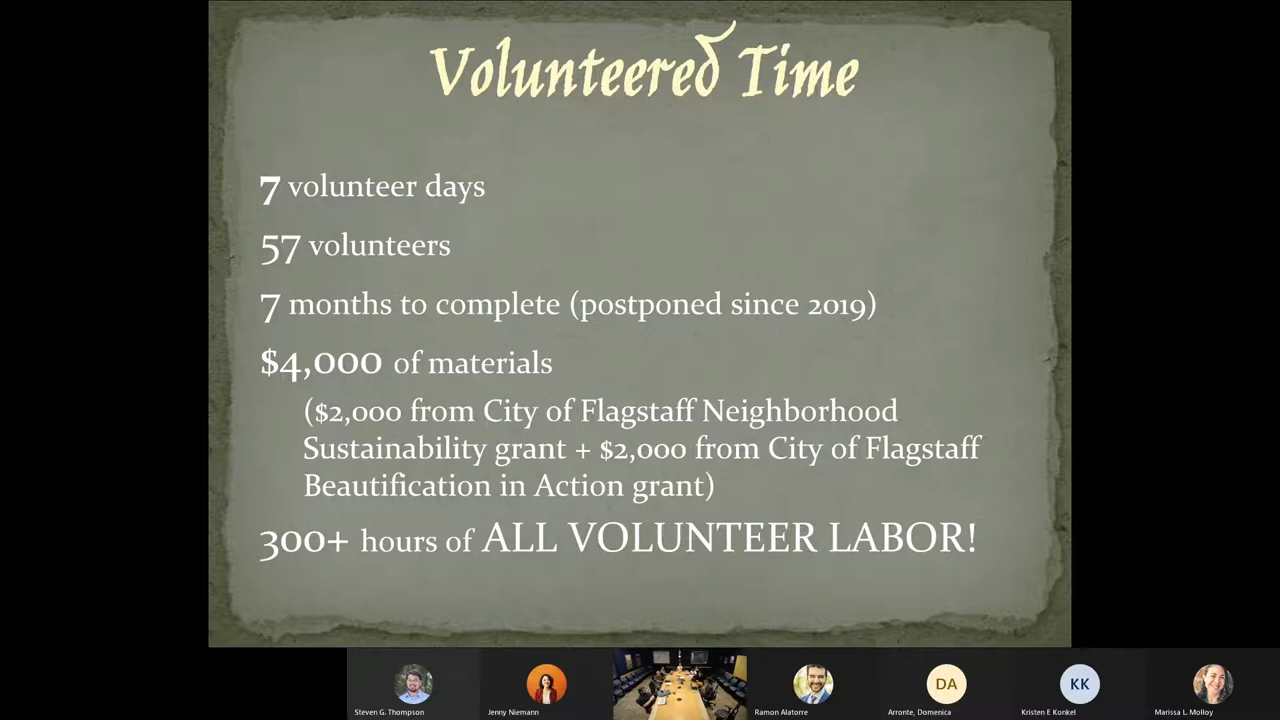 Volunteered Time
7 volunteer days
57 volunteers
7 months to complete (postponed since 2019)
$4,000 of materials
($2,000 from City of Flagstaff Neighborhood
Sustainability grant + $2,000 from City of Flagstaff
Beautification in Action grant)
300+ hours of ALL VOLUNTEER LABOR!
DA
KK
Steven G. Thompson
Jenny Niemann
Ramon Alatorre
Arronte, Domenica
Kristen E Konkel
Marissa L. Molloy